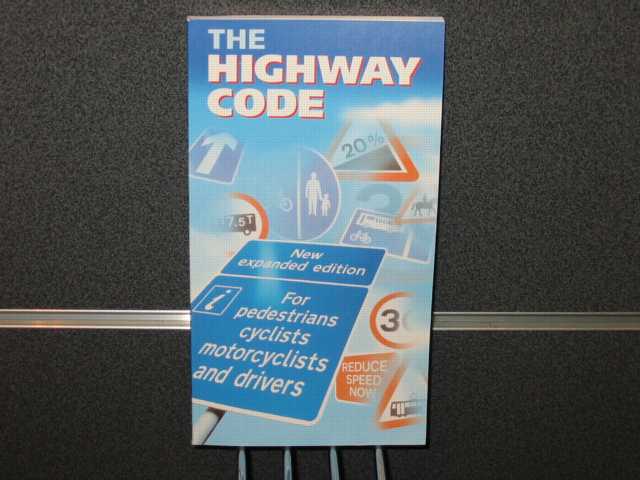 THE
HIGHWAY
CODE
20%
7.5T
New
expanded edition
i
For
pedestrians
cyclists
motorcyclists
and drivers
REDUCE
SPEED
NOW